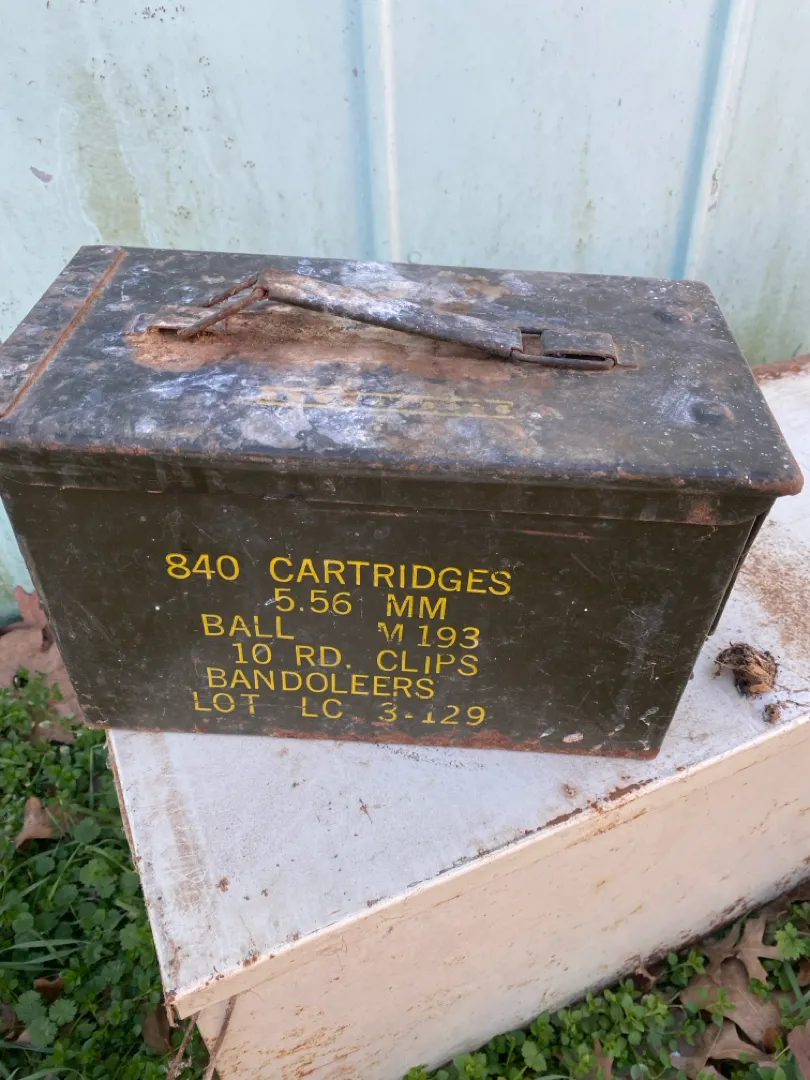 840 CARTRIDGES
5.56 MM
BALL M193
10 RD. CLIPS
BANDOLEERS
LOT LC 3-129